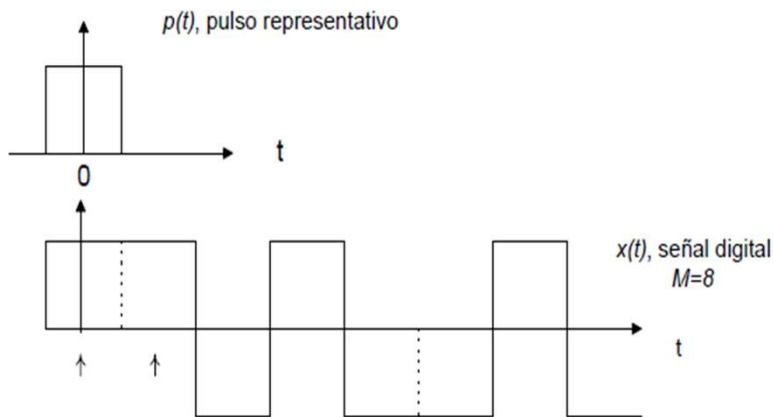 p(t), pulso representativo
t
0
x(t), señal digital
M=8
t